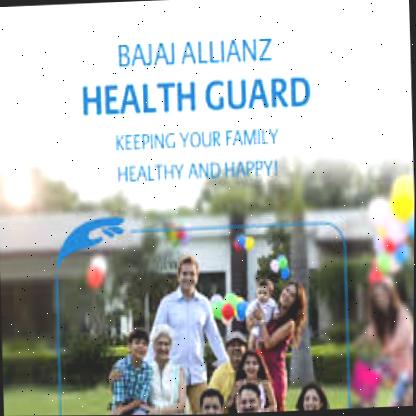 BAJAJ ALLIANZ
HEALTH GUARD
KEEPING YOUR FAMILY
HEALTHY AND HAPPY!